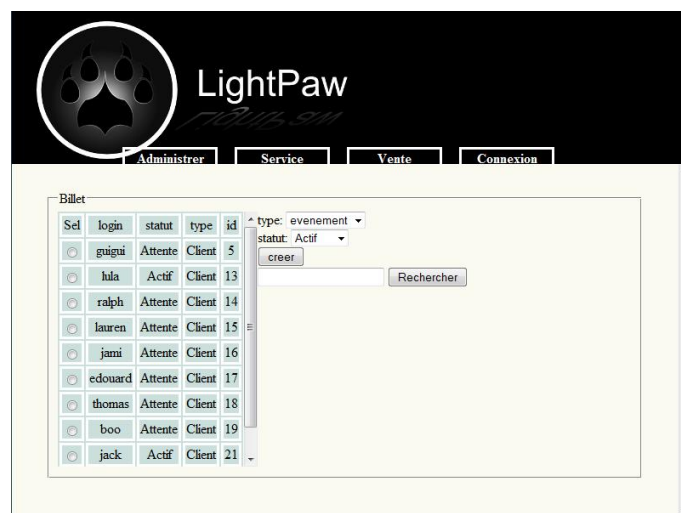 LightPaw
Administrer Service Vente Connexion
Billet
Sel login statut type id
guigui Attente Client 5
lula Actif Client 13
ralph Attente Client 14
lauren Attente Client 15
jami Attente Client 16
edouard Attente Client 17
thomas Attente Client 18
boo Attente Client 19
jack Actif Client 21
type: evenement
statut: Actif
creer
Rechercher